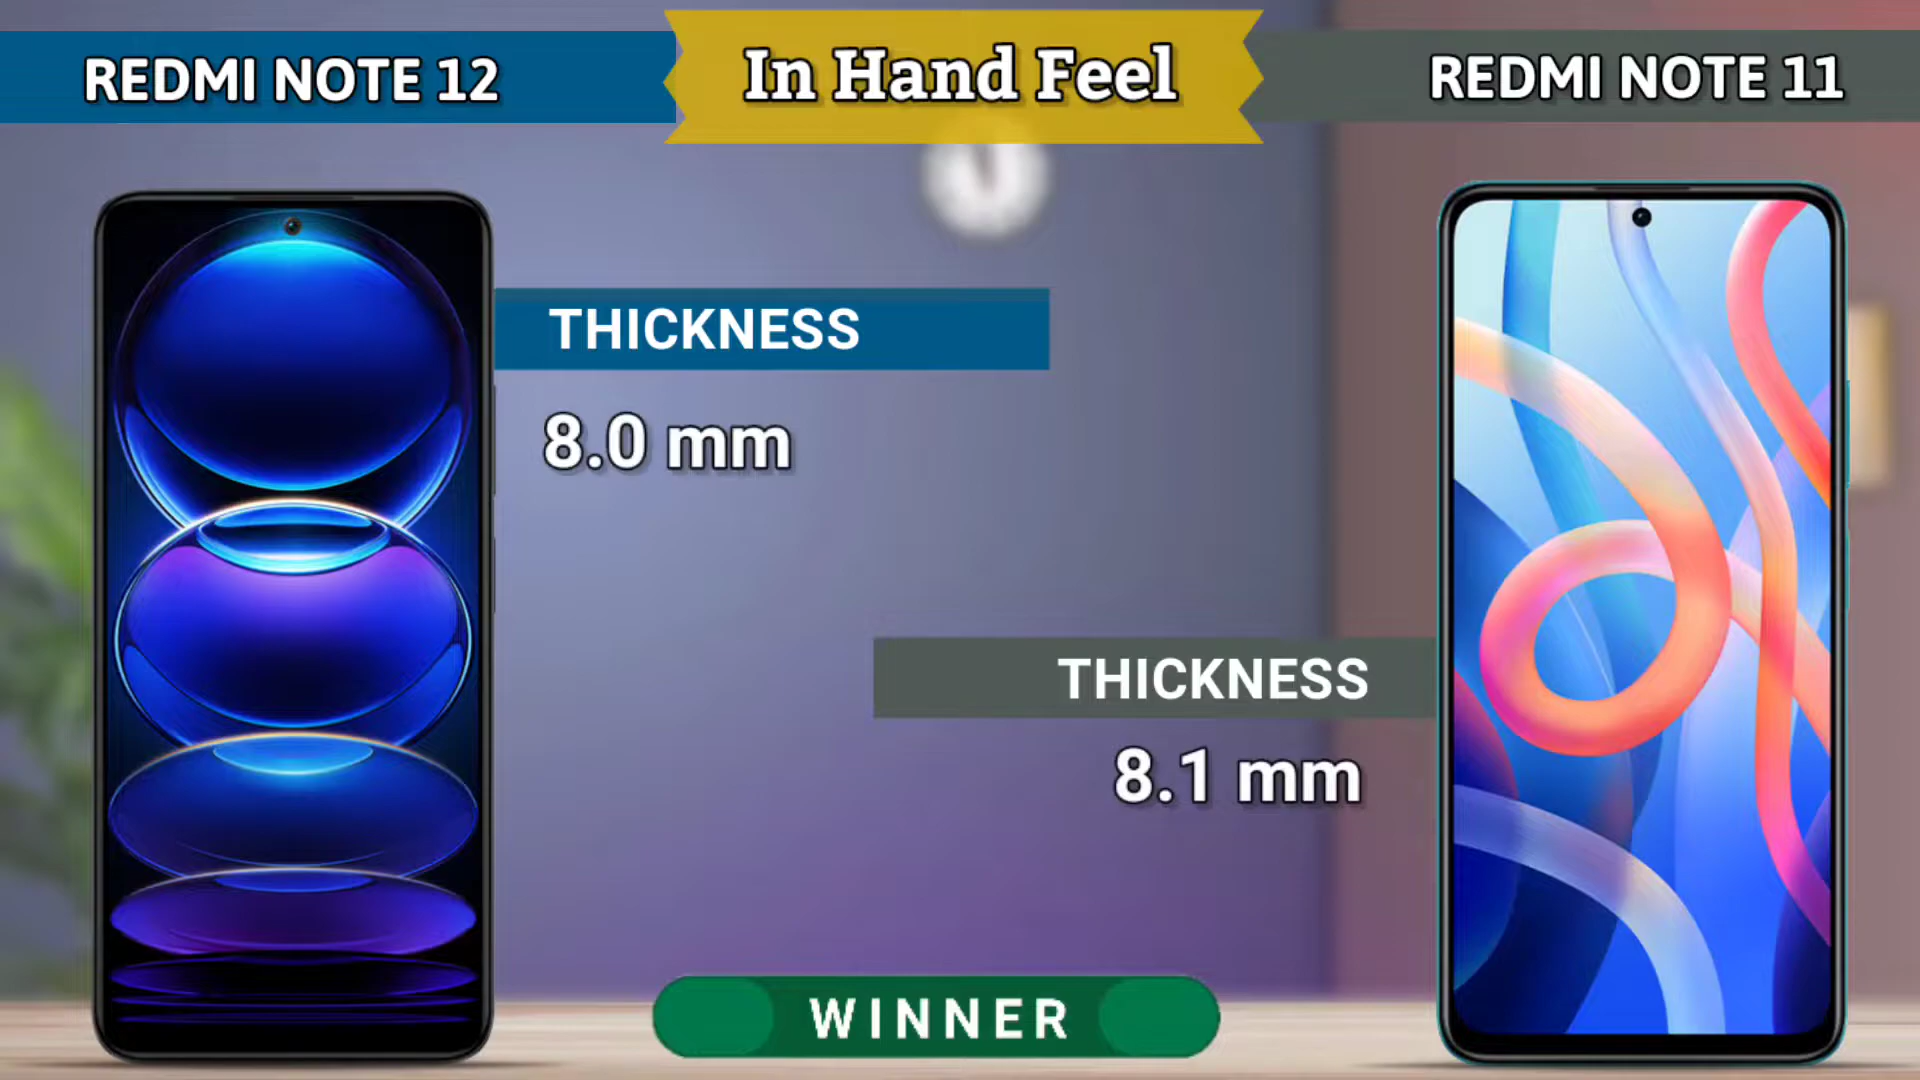 REDMI NOTE 12
In Hand Feel
REDMI NOTE 11
THICKNESS
8.0 mm
THICKNESS
8.1 mm
WINNER